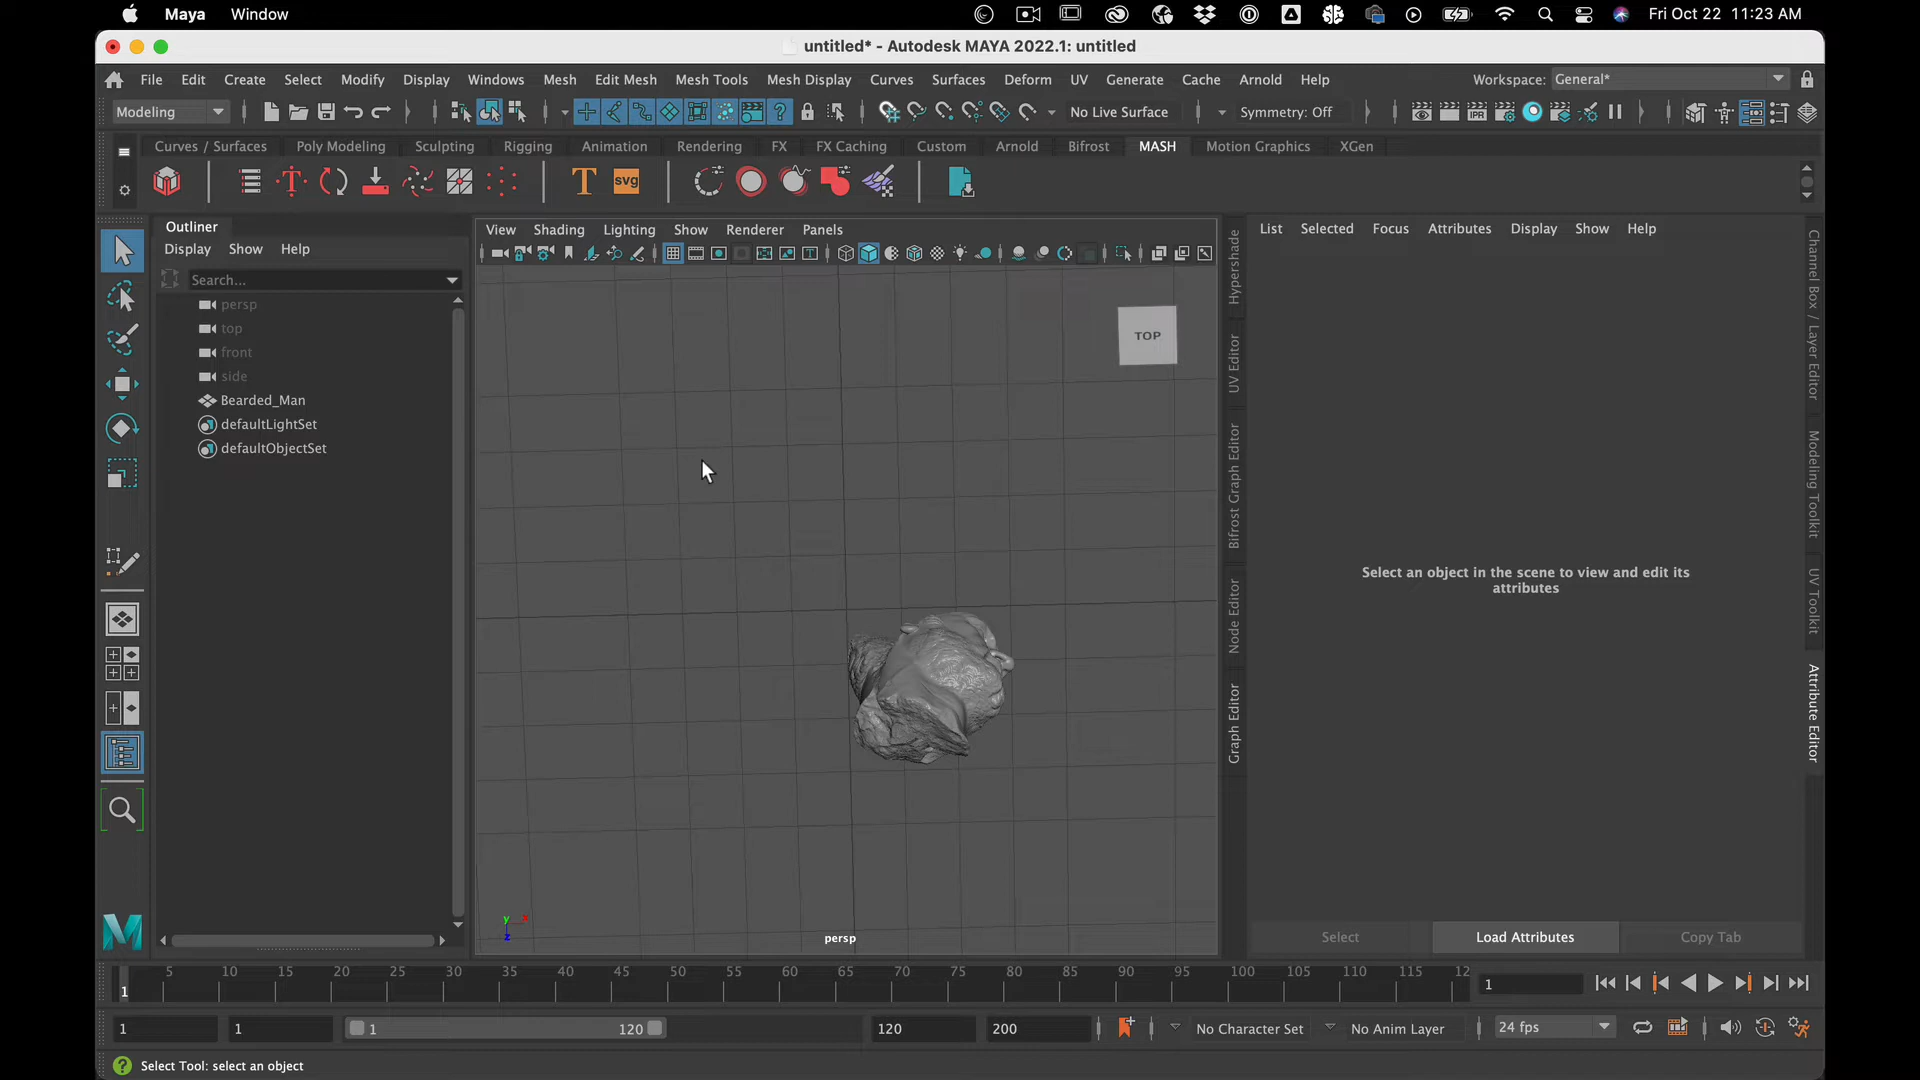 Maya Window Fri Oct 22 11:23 AM
untitled* - Autodesk MAYA 2022.1: untitled
File Edit Create Select Modify Display Windows Mesh Edit Mesh Mesh Tools Mesh Display Curves Surfaces Deform UV Generate Cache Arnold Help Workspace: General*
Modeling No Live Surface Symmetry: Off IPR
Curves / Surfaces Poly Modeling Sculpting Rigging Animation Rendering FX FX Caching Custom Arnold Bifrost MASH Motion Graphics XGen
T svg
Outliner
Display Show Help
Search...
persp
top
front
side
Bearded_Man
defaultLightSet
defaultObjectSet
View Shading Lighting Show Renderer Panels
TOP
y x
z
persp
Hypershade
UV Editor
Bifrost Graph Editor
Node Editor
Graph Editor
List Selected Focus Attributes Display Show Help
Select an object in the scene to view and edit its
attributes
Select Load Attributes Copy Tab
Channel Box / Layer Editor
Modeling Toolkit
UV Toolkit
Attribute Editor
M
5 10 15 20 25 30 35 40 45 50 55 60 65 70 75 80 85 90 95 100 105 110 115 12
1 1
1 1 1 120 120 200 No Character Set No Anim Layer 24 fps
? Select Tool: select an object